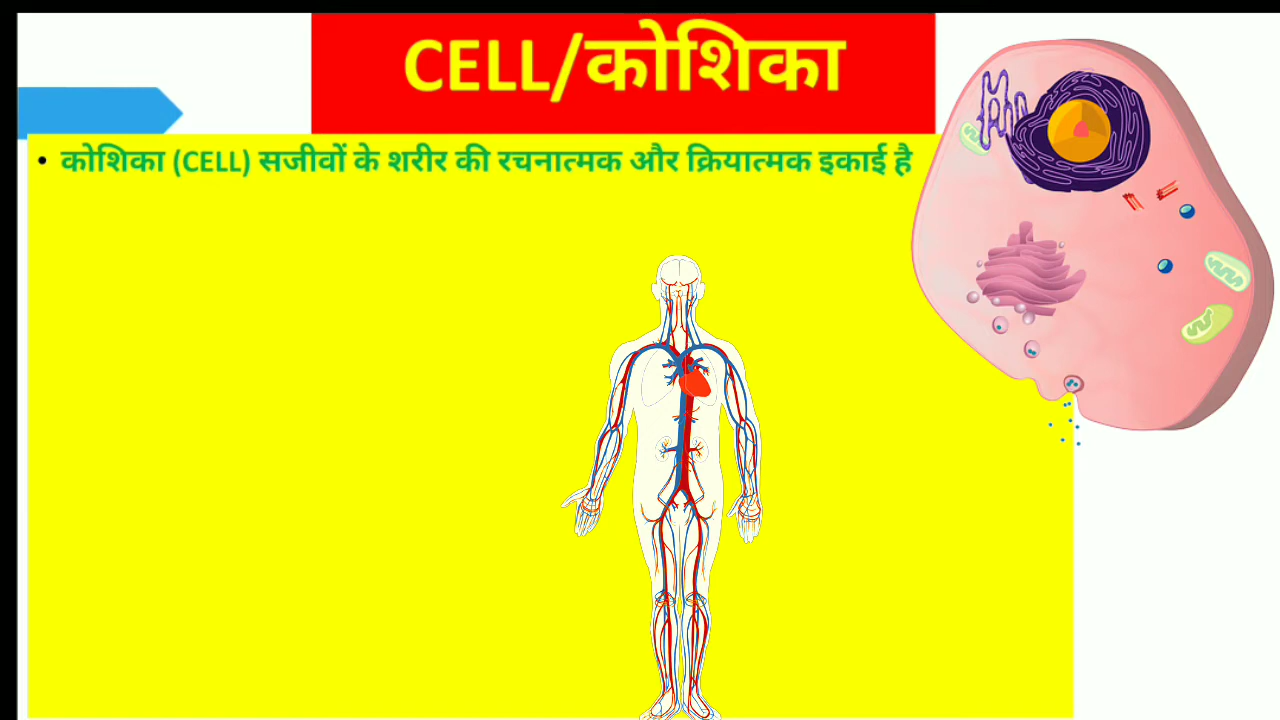 CELL/कोशिका
• कोशिका (CELL) सजीवों के शरीर की रचनात्मक और क्रियात्मक इकाई है